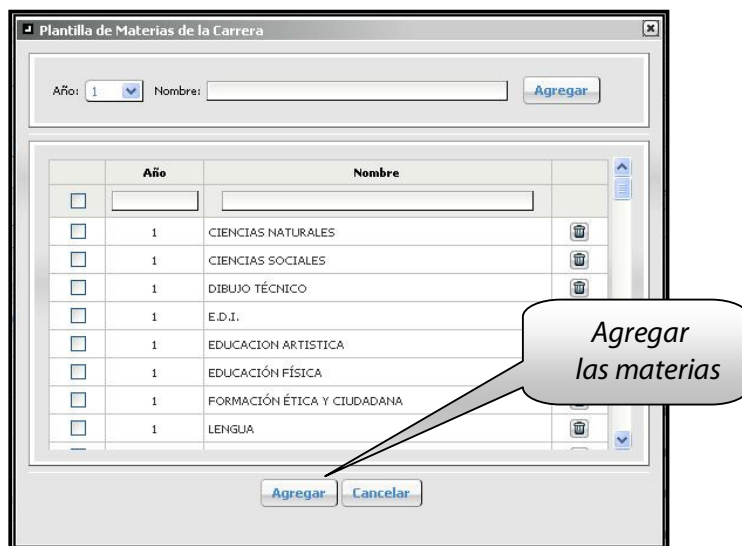 Plantilla de Materias de la Carrera
Año: 1 Nombre: Agregar
Año Nombre
1 CIENCIAS NATURALES
1 CIENCIAS SOCIALES
1 DIBUJO TÉCNICO
1 E.D.I.
1 EDUCACION ARTISTICA
1 EDUCACIÓN FÍSICA
1 FORMACIÓN ÉTICA Y CIUDADANA
1 LENGUA
Agregar
las materias
Agregar Cancelar